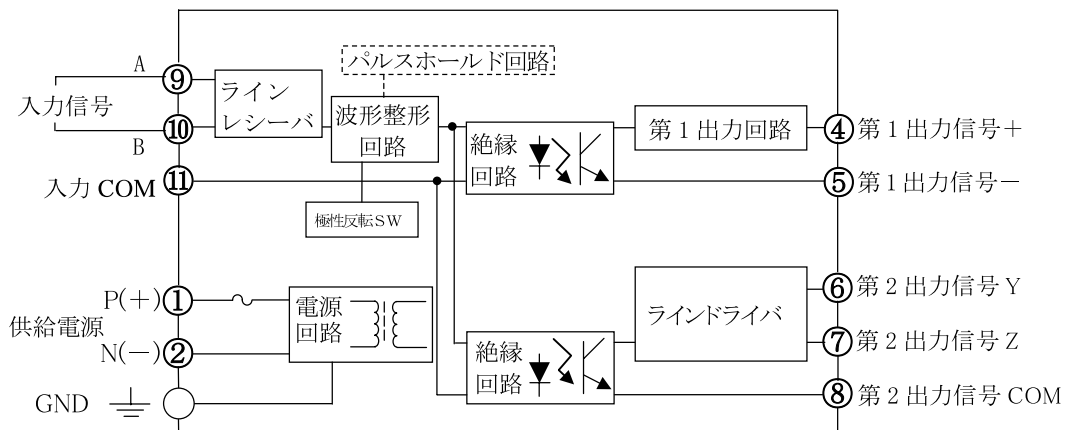 パルスホールド回路
A
⑨
ライン
レシーバ
入力信号
波形整形
回路
⑩
B
絶縁
回路
第1出力回路
④
第1出力信号+
入力 COM
⑪
⑤
第1出力信号-
極性反転SW
P(+)
①
電源
回路
供給電源
N(-)
②
GND
絶縁
回路
ラインドライバ
⑥
第2出力信号Y
⑦
第2出力信号Z
⑧
第2出力信号COM